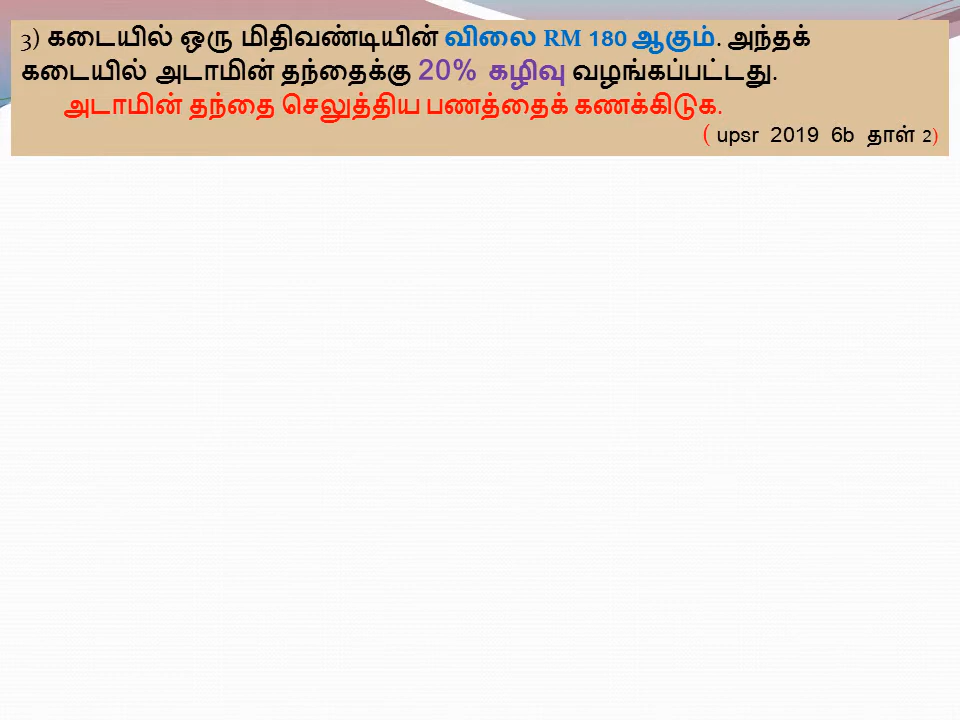 3) கடையில் ஒரு மிதிவண்டியின் விலை RM 180 ஆகும். அந்தக்
கடையில் அடாமின் தந்தைக்கு 20% கழிவு வழங்கப்பட்டது.
அடாமின் தந்தை செலுத்திய பணத்தைக் கணக்கிடுக.
( upsr 2019 6b தாள் 2)